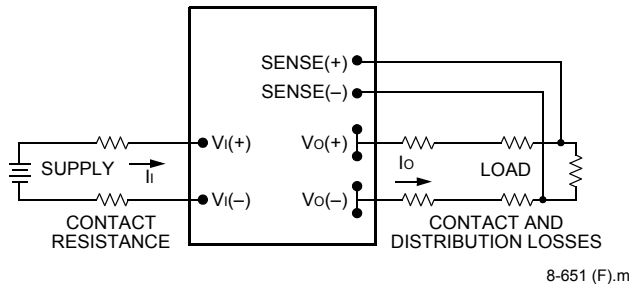 SENSE(+)
SENSE(–)
SUPPLY
II
VI(+)
VO(+)
IO
LOAD
VI(–)
VO(–)
CONTACT
RESISTANCE
CONTACT AND
DISTRIBUTION LOSSES
8-651 (F).m